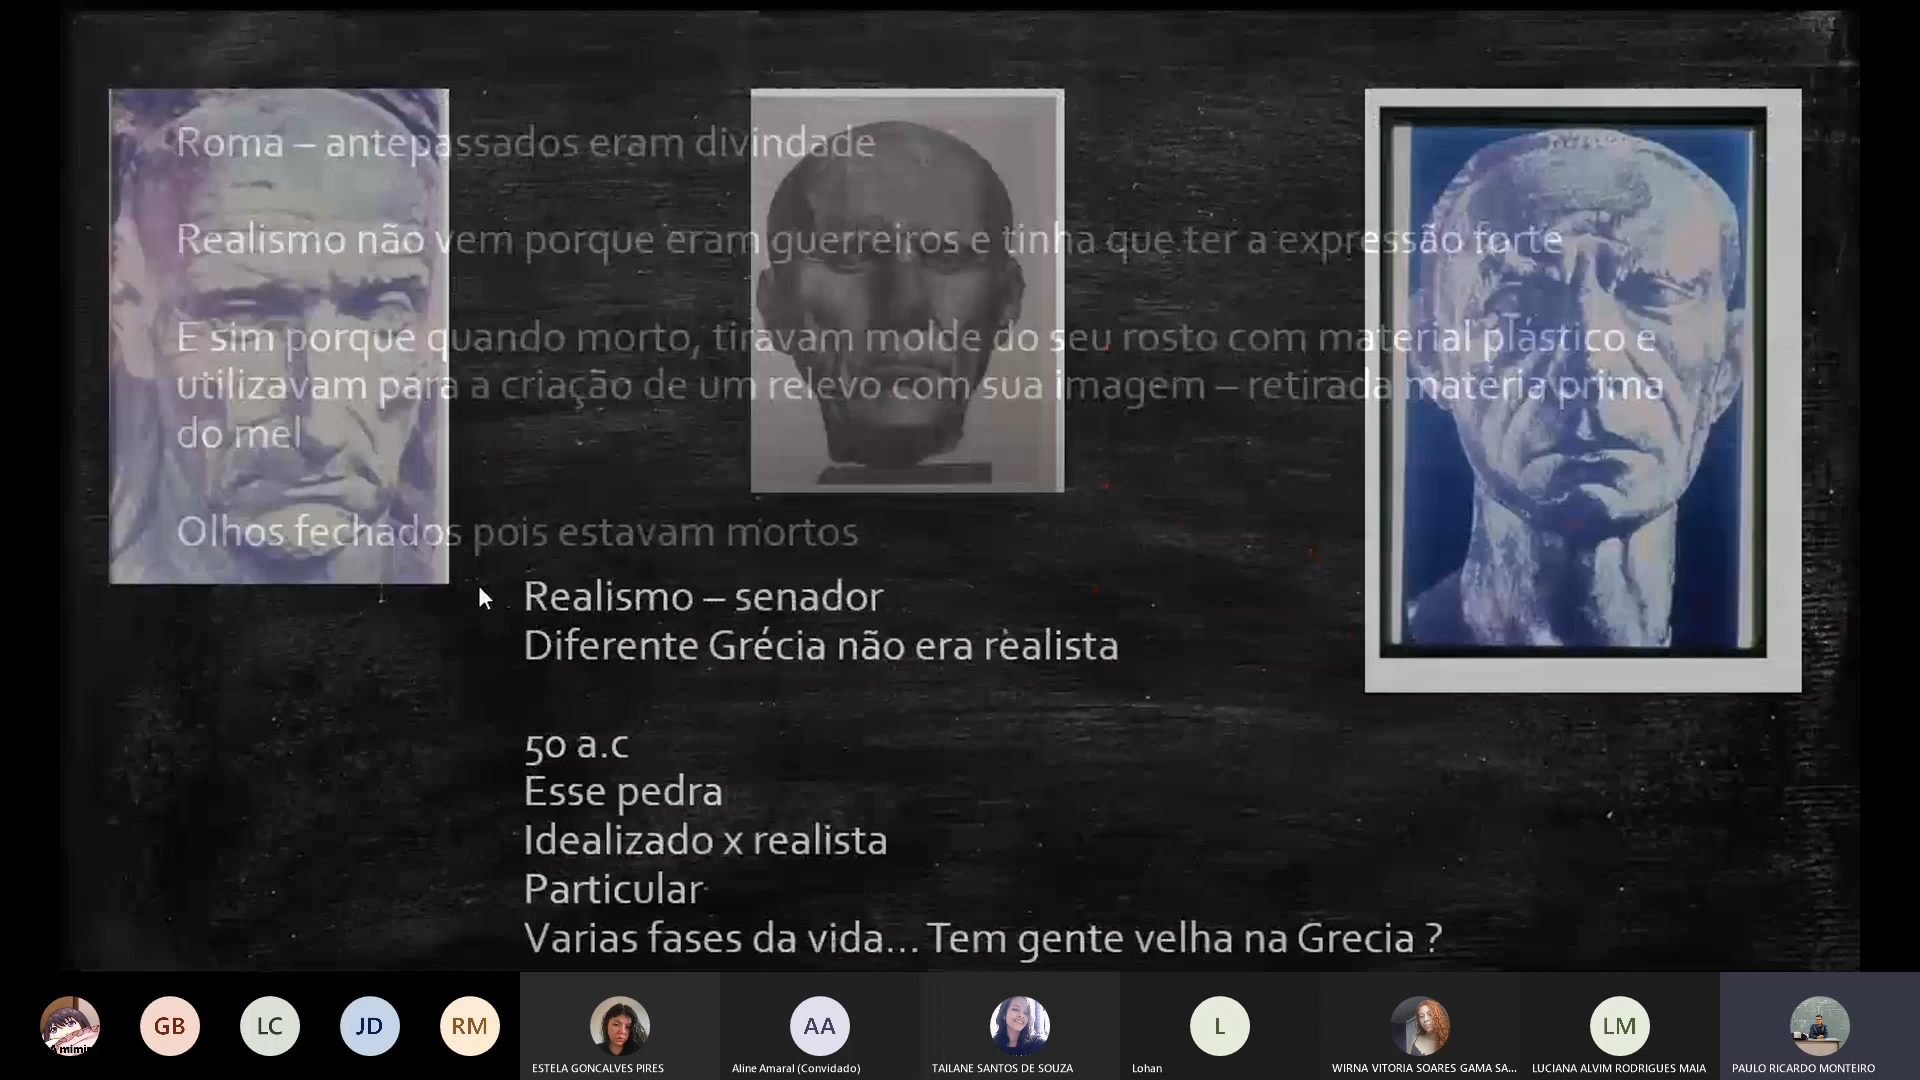 Roma – antepassados eram divindade
Realismo não vem porque eram guerreiros e tinha que ter a expressão forte
E sim porque quando morto, tiravam molde do seu rosto com material plastico e
utilizavam para a criação de um relevo com sua imagem – retirada materia prima
do mel
Olhos fechados pois estavam mortos
Realismo – senador
Diferente Grécia não era realista
50 a.c
Esse pedra
Idealizado x realista
Particular
Varias fases da vida... Tem gente velha na Grecia ?
GB
LC
JD
RM
AA
L
LM
ESTELA GONCALVES PIRES
Aline Amaral (Convidado)
TAILANE SANTOS DE SOUZA
Lohan
WIRNA VITORIA SOARES GAMA SA...
LUCIANA ALVIM RODRIGUES MAIA
PAULO RICARDO MONTEIRO